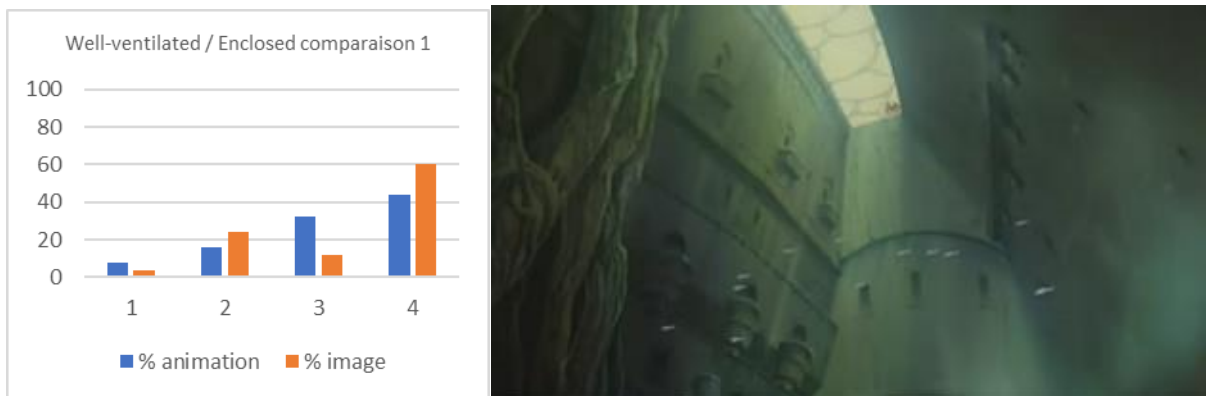 Well-ventilated / Enclosed comparaison 1
100
80
60
40
20
0
1 2 3 4
% animation % image